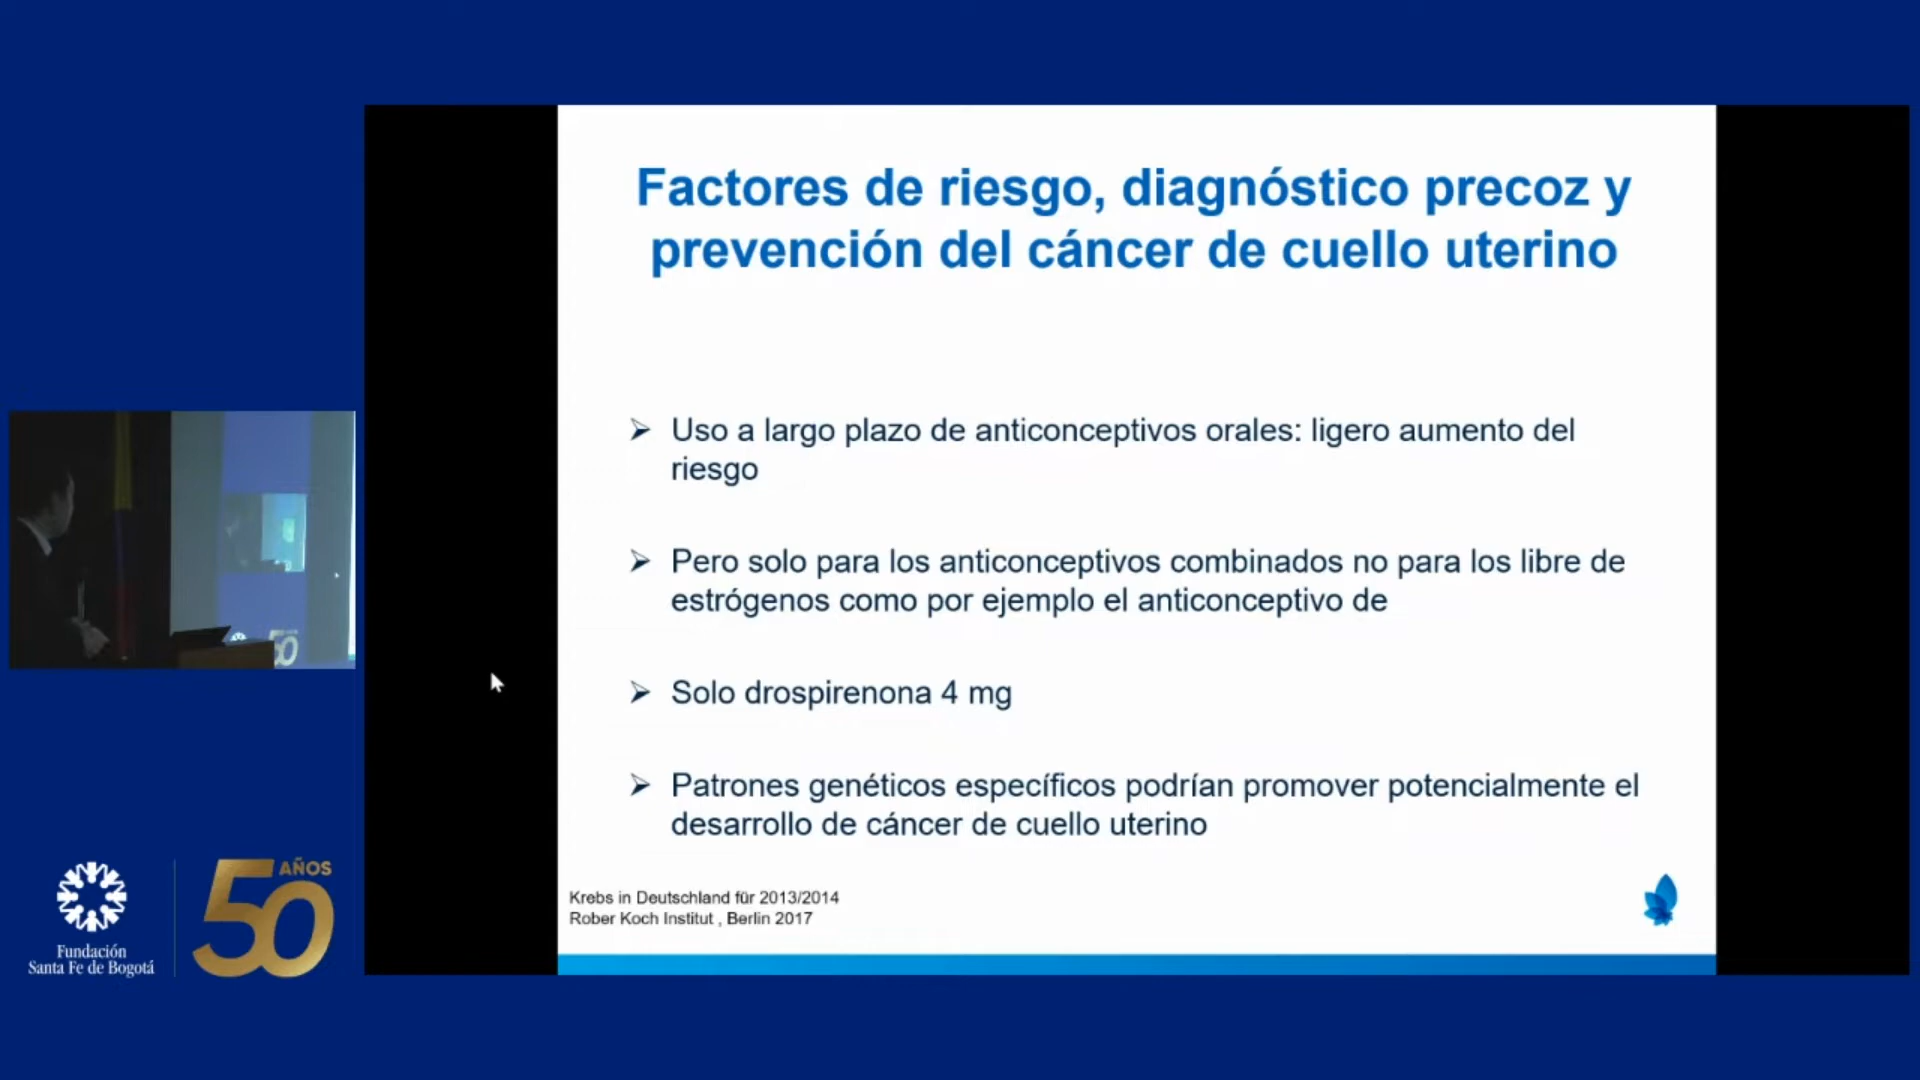 Factores de riesgo, diagnóstico precoz y
prevención del cáncer de cuello uterino
Uso a largo plazo de anticonceptivos orales: ligero aumento del
riesgo
Pero solo para los anticonceptivos combinados no para los libre de
estrógenos como por ejemplo el anticonceptivo de
Solo drospirenona 4 mg
Patrones genéticos específicos podrían promover potencialmente el
desarrollo de cáncer de cuello uterino
Krebs in Deutschland für 2013/2014
Rober Koch Institut , Berlin 2017
50
Fundación
Santa Fe de Bogotá
50 AÑOS